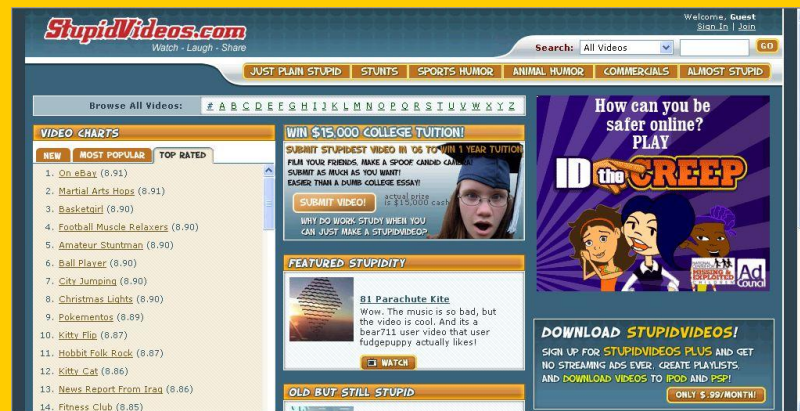 StupidVideos.com
Watch - Laugh - Share
Welcome, Guest
Sign In | Join
Search: All Videos GO
JUST PLAIN STUPID STUNTS SPORTS HUMOR ANIMAL HUMOR COMMERCIALS ALMOST STUPID
Browse All Videos: # A B C D E F G H I J K L M N O P Q R S T U V W X Y Z
VIDEO CHARTS
NEW MOST POPULAR TOP RATED
1. On eBay (8.91)
2. Martial Arts Hops (8.91)
3. Basketgirl (8.90)
4. Football Muscle Relaxers (8.90)
5. Amateur Stuntman (8.90)
6. Ball Player (8.90)
7. City Jumping (8.90)
8. Christmas Lights (8.90)
9. Pokementos (8.89)
10. Kitty Flip (8.87)
11. Hobbit Folk Rock (8.87)
12. Kitty Cat (8.86)
13. News Report From Iraq (8.86)
14. Fitness Club (8.85)
WIN $15,000 COLLEGE TUITION!
SUBMIT STUPIDEST VIDEO IN '06 TO WIN 1 YEAR TUITION
FILM YOUR FRIENDS, MAKE A SPOOF, CANDID CAMERA!
SUBMIT AS MUCH AS YOU WANT!
EASIER THAN A DUMB COLLEGE ESSAY!
SUBMIT VIDEO!
actual prize
is $15,000 cash
WHY DO WORK STUDY WHEN YOU
CAN JUST MAKE A STUPIDVIDEO?
FEATURED STUPIDITY
81 Parachute Kite
Wow. The music is so bad, but
the video is cool. And its a
bear711 user video that user
fudgepuppy actually likes!
WATCH
OLD BUT STILL STUPID
How can you be
safer online?
PLAY
ID the CREEP
NATIONAL CENTER FOR
MISSING &
EXPLOITED
CHILDREN
Ad
Council
DOWNLOAD STUPIDVIDEOS!
SIGN UP FOR STUPIDVIDEOS PLUS AND GET
NO STREAMING ADS EVER, CREATE PLAYLISTS,
AND DOWNLOAD VIDEOS TO IPOD AND PSP!
ONLY $.99/MONTH!